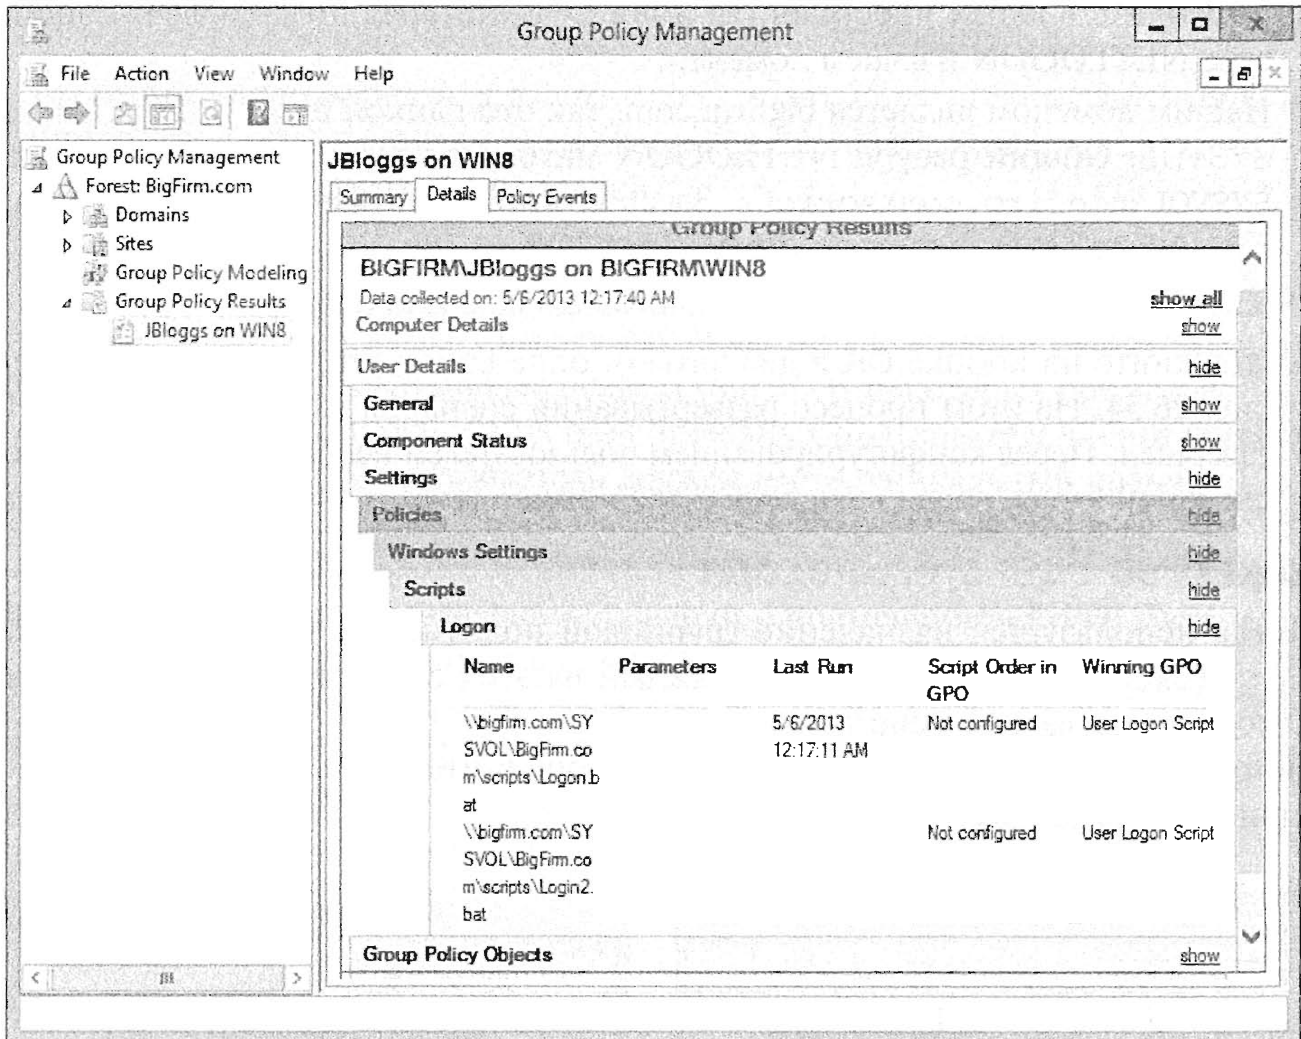 Group Policy Management
File Action View Window Help
Group Policy Management
Forest: BigFirm.com
Domains
Sites
Group Policy Modeling
Group Policy Results
JBloggs on WIN8
JBloggs on WIN8
Summary Details Policy Events
Group Policy Results
BIGFIRM\JBloggs on BIGFIRM\WIN8
Data collected on: 5/6/2013 12:17:40 AM show all
Computer Details show
User Details hide
General show
Component Status show
Settings hide
Policies hide
Windows Settings hide
Scripts hide
Logon hide
Name Parameters Last Run Script Order in Winning GPO
GPO
\\bigfirm.com\SY 5/6/2013 Not configured User Logon Script
SVOL\BigFirm.co 12:17:11 AM
m\scripts\Logon.b
at
\\bigfirm.com\SY Not configured User Logon Script
SVOL\BigFirm.co
m\scripts\Login2.
bat
Group Policy Objects show